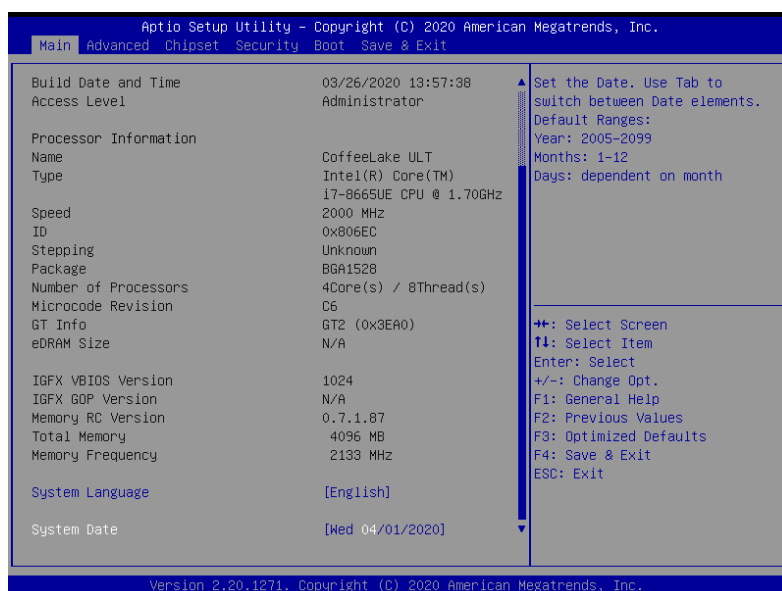 Aptio Setup Utility – Copyright (C) 2020 American Megatrends, Inc.
Main Advanced Chipset Security Boot Save & Exit
Build Date and Time 03/26/2020 13:57:38
Access Level Administrator
Processor Information
Name CoffeeLake ULT
Type Intel(R) Core(TM)
i7-8665UE CPU @ 1.70GHz
Speed 2000 MHz
ID 0x806EC
Stepping Unknown
Package BGA1528
Number of Processors 4Core(s) / 8Thread(s)
Microcode Revision C6
GT Info GT2 (0x3EA0)
eDRAM Size N/A
IGFX VBIOS Version 1024
IGFX GOP Version N/A
Memory RC Version 0.7.1.87
Total Memory 4096 MB
Memory Frequency 2133 MHz
System Language [English]
System Date [Wed 04/01/2020]
Set the Date. Use Tab to
switch between Date elements.
Default Ranges:
Year: 2005-2099
Months: 1-12
Days: dependent on month
→←: Select Screen
↑↓: Select Item
Enter: Select
+/-: Change Opt.
F1: General Help
F2: Previous Values
F3: Optimized Defaults
F4: Save & Exit
ESC: Exit
Version 2.20.1271. Copyright (C) 2020 American Megatrends, Inc.